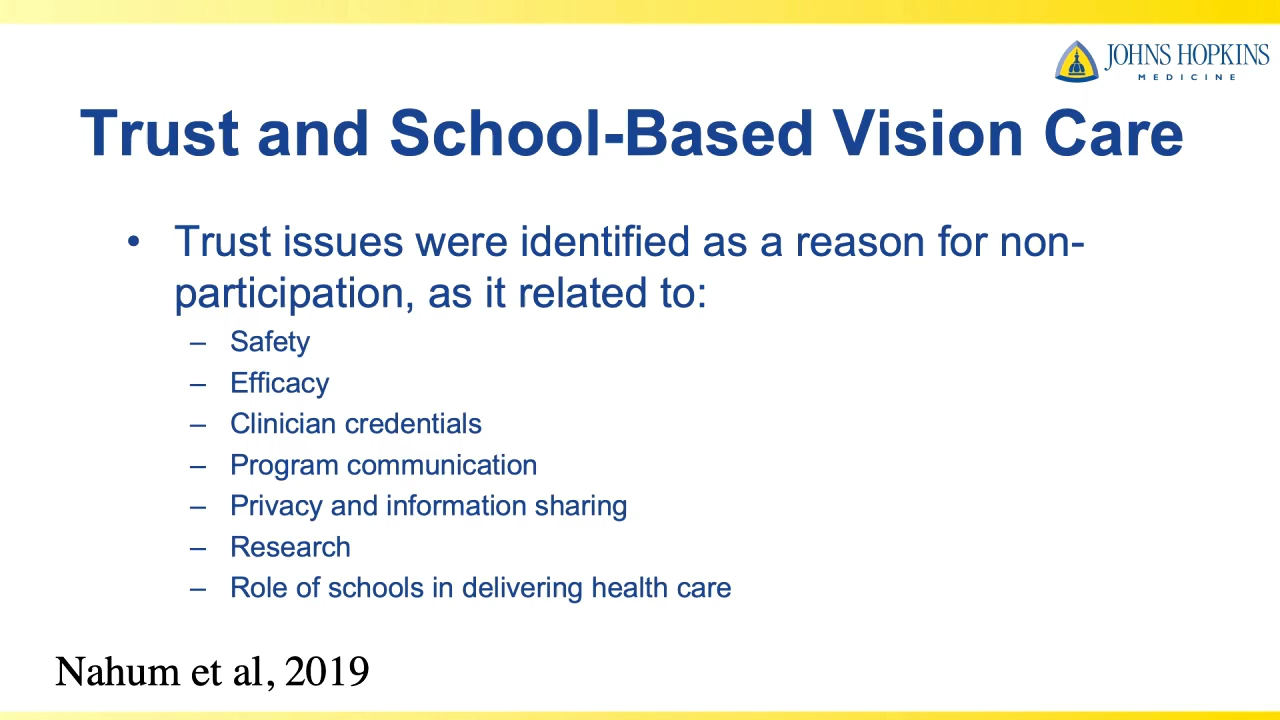 JOHNS HOPKINS
MEDICINE
Trust and School-Based Vision Care
• Trust issues were identified as a reason for non-
participation, as it related to:
– Safety
– Efficacy
– Clinician credentials
– Program communication
– Privacy and information sharing
– Research
– Role of schools in delivering health care
Nahum et al, 2019